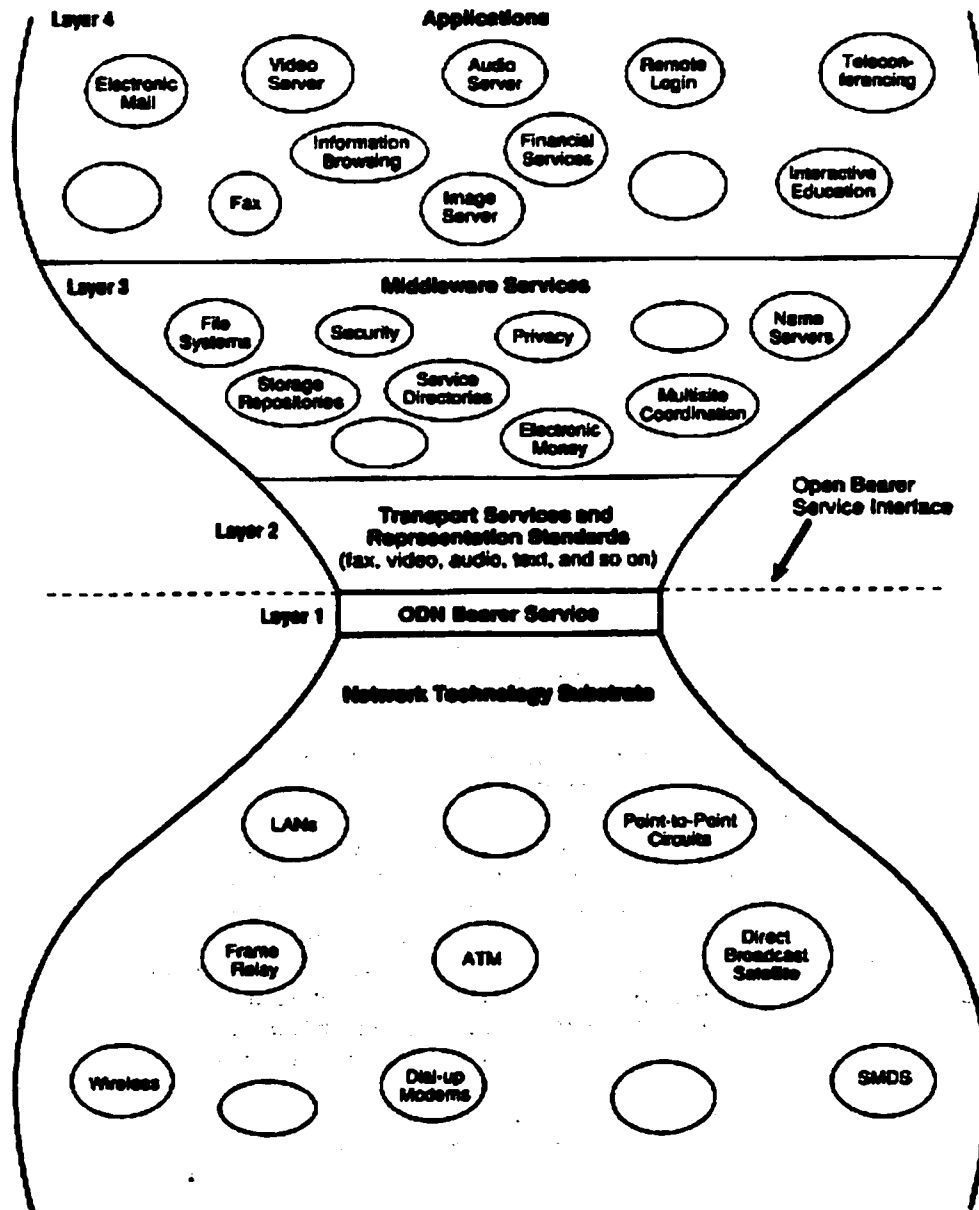 Layer 4
Applications
Electronic
Mail
Video
Server
Audio
Server
Remote
Login
Telecon-
ferencing
Information
Browsing
Financial
Services
Fax
Image
Server
Interactive
Education
Layer 3
Middleware Services
File
Systems
Security
Privacy
Name
Servers
Storage
Repositories
Service
Directories
Multisite
Coordination
Electronic
Money
Layer 2
Transport Services and
Representation Standards
(fax, video, audio, text, and so on)
Open Bearer
Service Interface
Layer 1
ODN Bearer Service
Network Technology Substrate
LANs
Point-to-Point
Circuits
Frame
Relay
ATM
Direct
Broadcast
Satellite
Wireless
Dial-up
Modems
SMDS